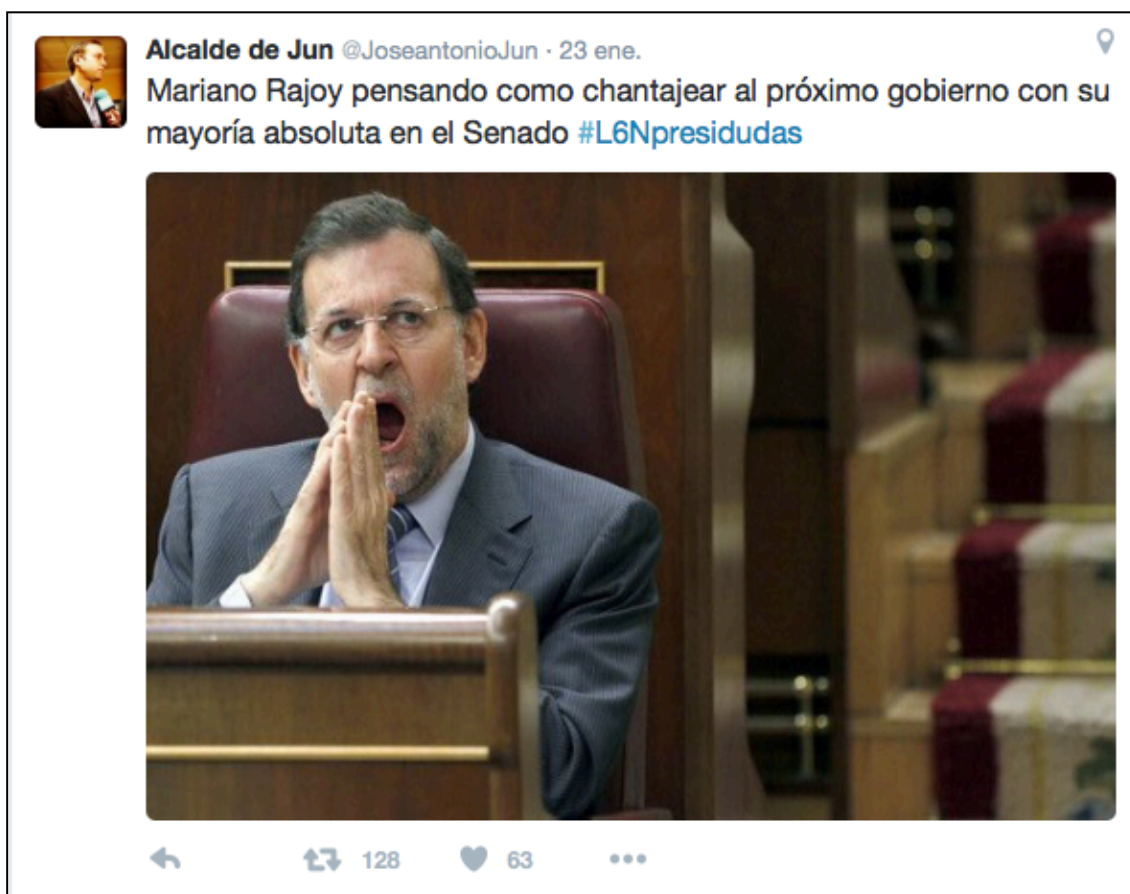 Alcalde de Jun @JoseantonioJun · 23 ene.
Mariano Rajoy pensando como chantajear al próximo gobierno con su
mayoría absoluta en el Senado #L6Npresidudas
128 63